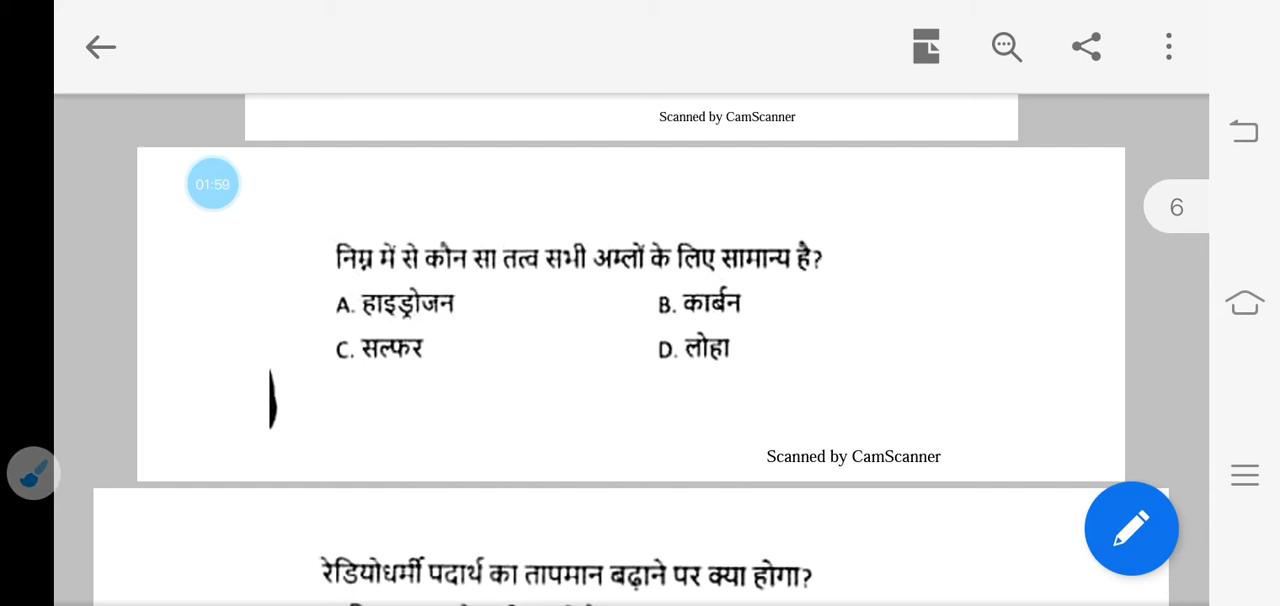 Scanned by CamScanner
01:59
6
निम्न में से कौन सा तत्व सभी अम्लों के लिए सामान्य है?
A. हाइड्रोजन B. कार्बन
C. सल्फर D. लोहा
Scanned by CamScanner
रेडियोधर्मी पदार्थ का तापमान बढ़ाने पर क्या होगा?